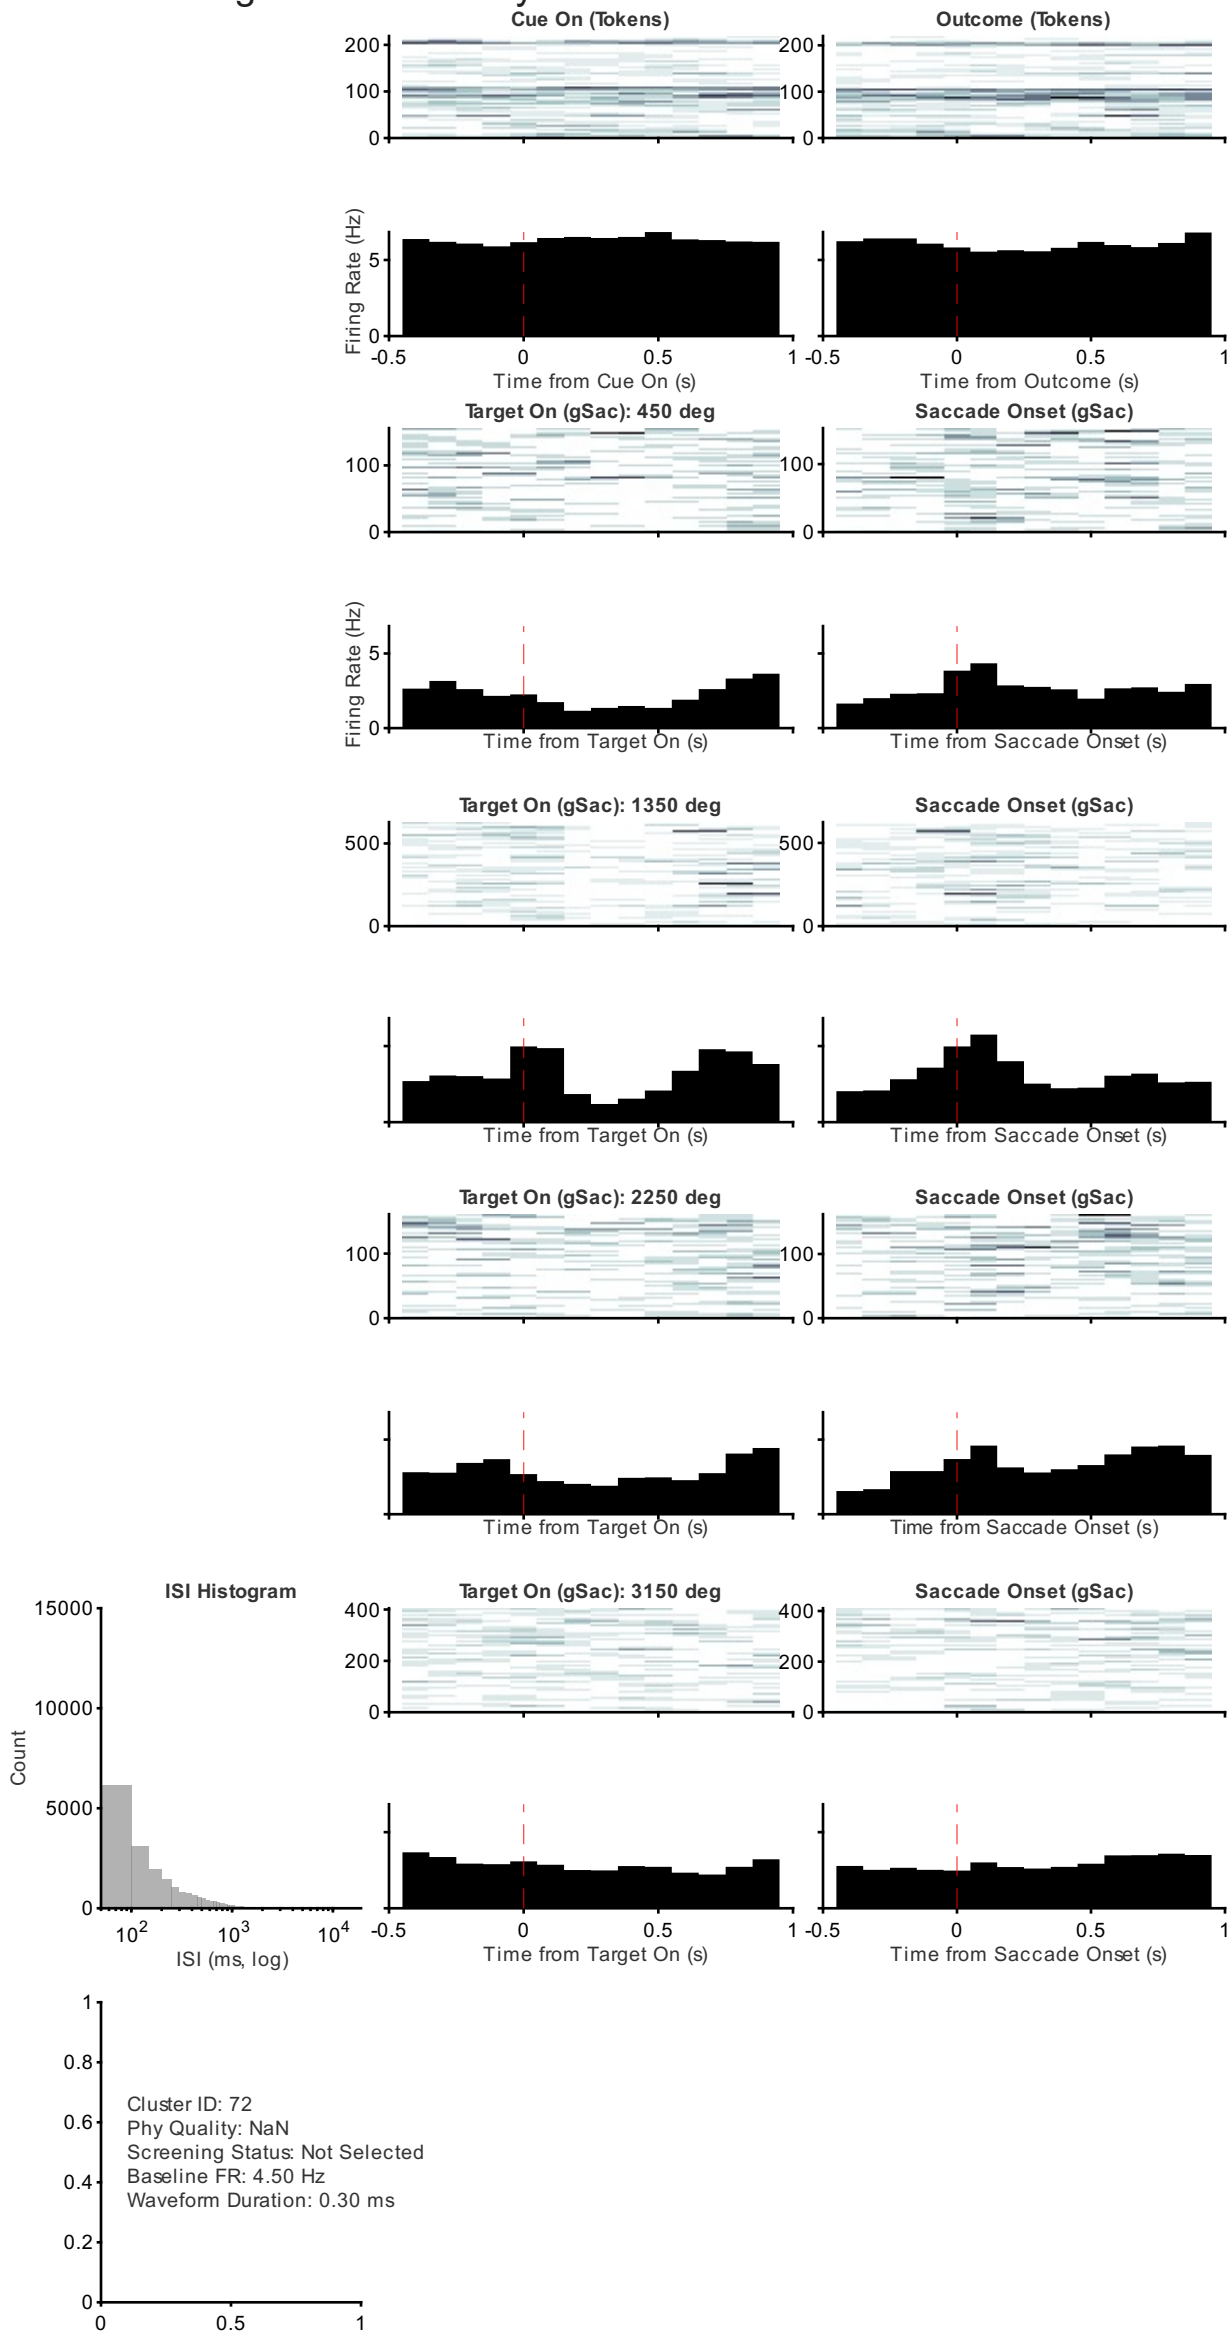 Cue On (Tokens)
Outcome (Tokens)
200
100
0
200
100
0
Firing Rate (Hz)
5
0
-0.5 0 0.5 1
-0.5 0 0.5 1
Time from Cue On (s)
Time from Outcome (s)
Target On (gSac): 450 deg
Saccade Onset (gSac)
100
0
100
0
Firing Rate (Hz)
5
0
Time from Target On (s)
Time from Saccade Onset (s)
Target On (gSac): 1350 deg
Saccade Onset (gSac)
500
0
500
0
Time from Target On (s)
Time from Saccade Onset (s)
Target On (gSac): 2250 deg
Saccade Onset (gSac)
100
0
100
0
Time from Target On (s)
Time from Saccade Onset (s)
ISI Histogram
Target On (gSac): 3150 deg
Saccade Onset (gSac)
15000
10000
5000
0
Count
10^2 10^3 10^4
ISI (ms, log)
400
200
0
400
200
0
-0.5 0 0.5 1
-0.5 0 0.5 1
Time from Target On (s)
Time from Saccade Onset (s)
1
0.8
0.6
0.4
0.2
0
Cluster ID: 72
Phy Quality: NaN
Screening Status: Not Selected
Baseline FR: 4.50 Hz
Waveform Duration: 0.30 ms
0 0.5 1